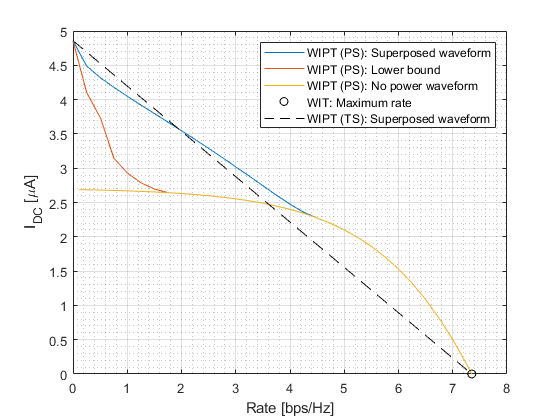 5
4.5
4
3.5
3
2.5
2
1.5
1
0.5
0
I_DC [μA]
WIPT (PS): Superposed waveform
WIPT (PS): Lower bound
WIPT (PS): No power waveform
WIT: Maximum rate
WIPT (TS): Superposed waveform
0 1 2 3 4 5 6 7 8
Rate [bps/Hz]